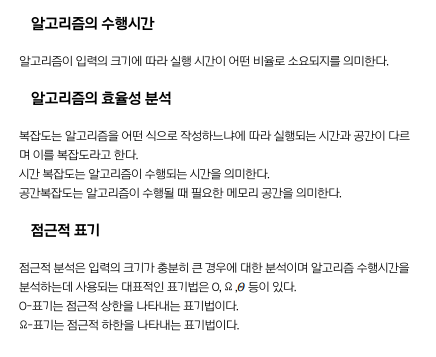 알고리즘의 수행시간
알고리즘이 입력의 크기에 따라 실행 시간이 어떤 비율로 소요되지를 의미한다.
알고리즘의 효율성 분석
복잡도는 알고리즘을 어떤 식으로 작성하느냐에 따라 실행되는 시간과 공간이 다르
며 이를 복잡도라고 한다.
시간 복잡도는 알고리즘이 수행되는 시간을 의미한다.
공간복잡도는 알고리즘이 수행될 때 필요한 메모리 공간을 의미한다.
점근적 표기
점근적 분석은 입력의 크기가 충분히 큰 경우에 대한 분석이며 알고리즘 수행시간을
분석하는데 사용되는 대표적인 표기법은 O, Ω ,Θ 등이 있다.
O-표기는 점근적 상한을 나타내는 표기법이다.
Ω-표기는 점근적 하한을 나타내는 표기법이다.